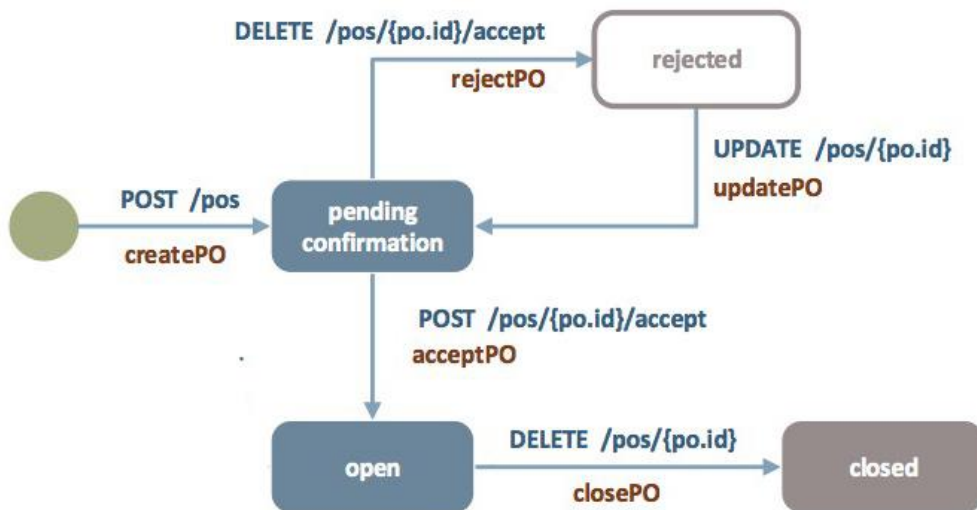 DELETE /pos/{po.id}/accept
rejectPO
rejected
UPDATE /pos/{po.id}
updatePO
POST /pos
createPO
pending
confirmation
POST /pos/{po.id}/accept
acceptPO
open
DELETE /pos/{po.id}
closePO
closed